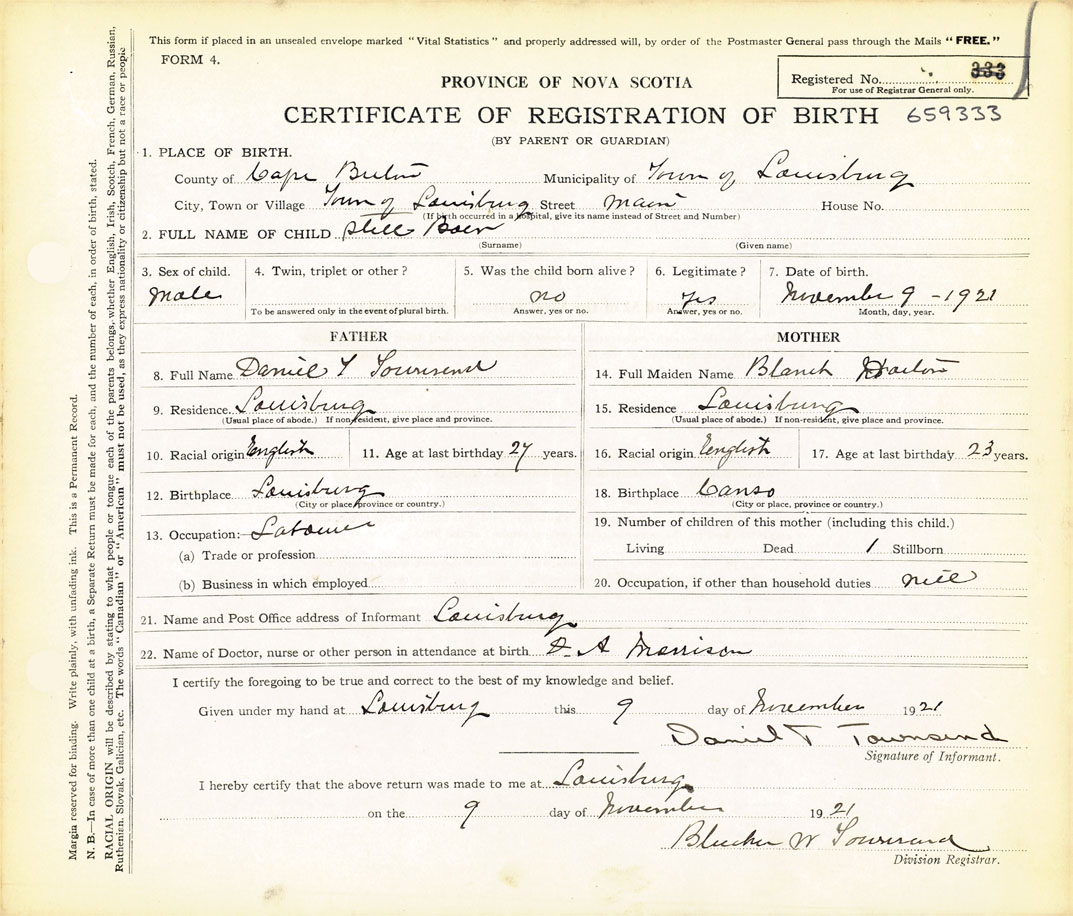 This form if placed in an unsealed envelope marked “Vital Statistics” and properly addressed will, by order of the Postmaster General pass through the Mails “FREE.”
FORM 4.
PROVINCE OF NOVA SCOTIA
Registered No. 333
For use of Registrar General only.
CERTIFICATE OF REGISTRATION OF BIRTH 659333
(BY PARENT OR GUARDIAN)
1. PLACE OF BIRTH.
County of Cape Breton Municipality of Town of Louisburg
City, Town or Village Town of Louisburg Street Main House No.
(If birth occurred in a hospital, give its name instead of Street and Number)
2. FULL NAME OF CHILD Still Born
(Surname) (Given name)
3. Sex of child. 4. Twin, triplet or other? 5. Was the child born alive? 6. Legitimate? 7. Date of birth.
Male no Yes November 9 - 1921
To be answered only in the event of plural birth. Answer, yes or no. Answer, yes or no. Month, day, year.
FATHER MOTHER
8. Full Name Daniel T Townsend 14. Full Maiden Name Blanch
9. Residence Louisburg 15. Residence Louisburg
(Usual place of abode.) If non-resident, give place and province. (Usual place of abode.) If non-resident, give place and province.
10. Racial origin English 11. Age at last birthday 27 years. 16. Racial origin English 17. Age at last birthday 23 years.
12. Birthplace Louisburg 18. Birthplace Canso
(City or place, province or country.) (City or place, province or country.)
13. Occupation: Labourer 19. Number of children of this mother (including this child.)
(a) Trade or profession Living Dead 1 Stillborn
(b) Business in which employed 20. Occupation, if other than household duties nill
21. Name and Post Office address of Informant Louisburg
22. Name of Doctor, nurse or other person in attendance at birth A Morrison
I certify the foregoing to be true and correct to the best of my knowledge and belief.
Given under my hand at Louisburg this 9 day of November 1921
Daniel T Townsend
Signature of Informant.
I hereby certify that the above return was made to me at Louisburg
on the 9 day of November 1921
W Townsend
Division Registrar.
Margin reserved for binding. Write plainly, with unfading ink. This is a Permanent Record.
N. B.—In case of more than one child at a birth, a Separate Return must be made for each, and the number of each, in order of birth, stated.
RACIAL ORIGIN will be described by stating to what people or tongue each of the parents belongs, whether English, Irish, Scotch, French, German, Russian,
Ruthenian, Slovak, Galician, etc. The words “Canadian” or “American” must not be used, as they express nationality or citizenship but not a race or people